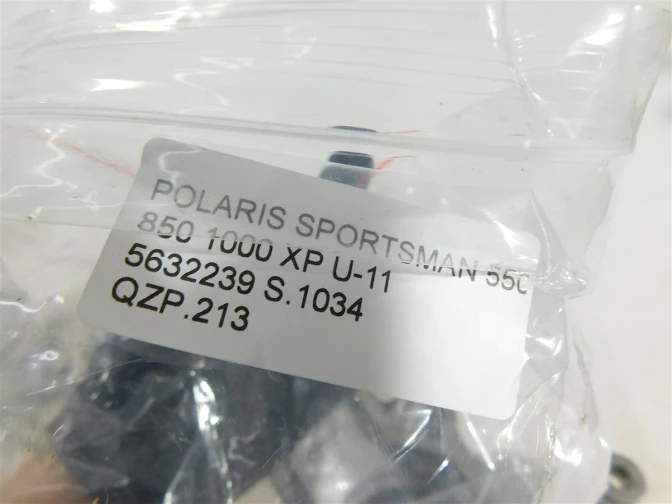 POLARIS SPORTSMAN 550
850 1000 XP U-11
5632239 S.1034
QZP.213